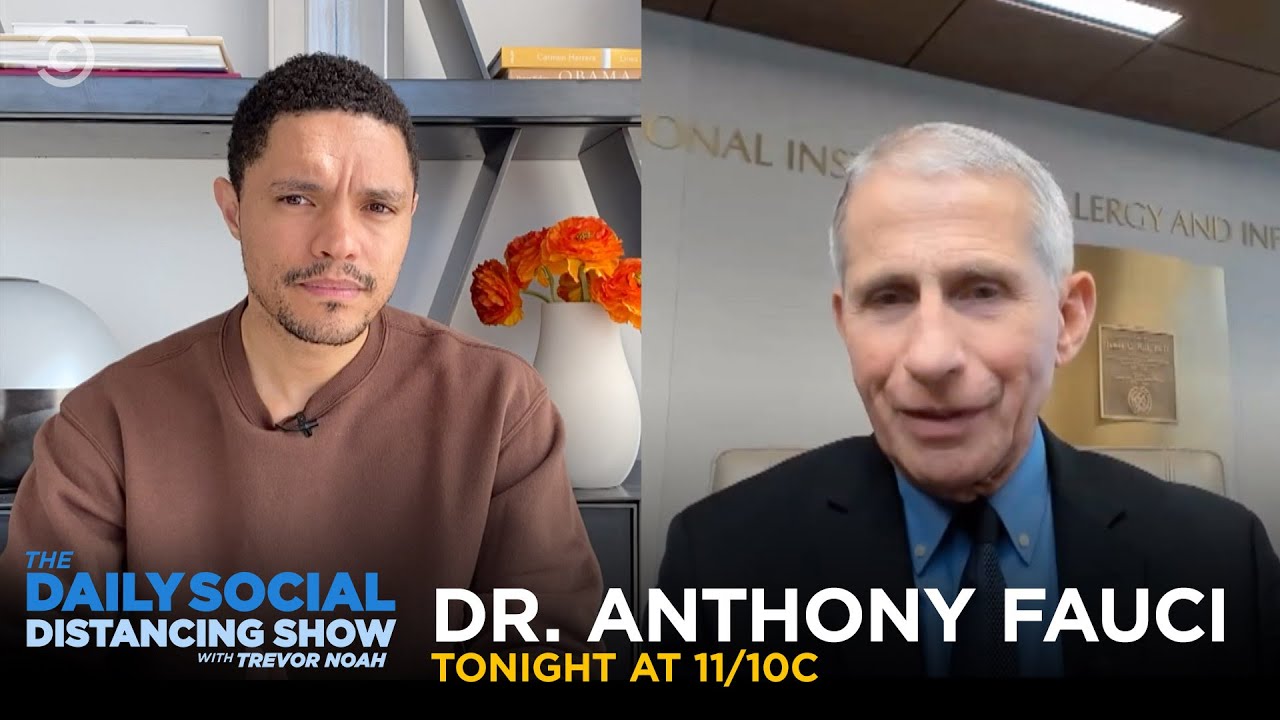 OBAMA
ONAL INS
LERGY AND INF
THE
DAILY SOCIAL
DISTANCING SHOW
WITH TREVOR NOAH
DR. ANTHONY FAUCI
TONIGHT AT 11/10C